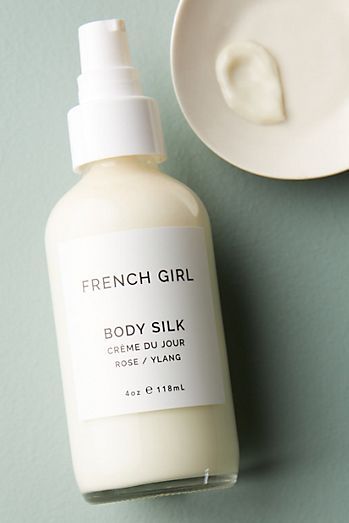 FRENCH GIRL
BODY SILK
CRÈME DU JOUR
ROSE / YLANG
4oz ℮ 118mL